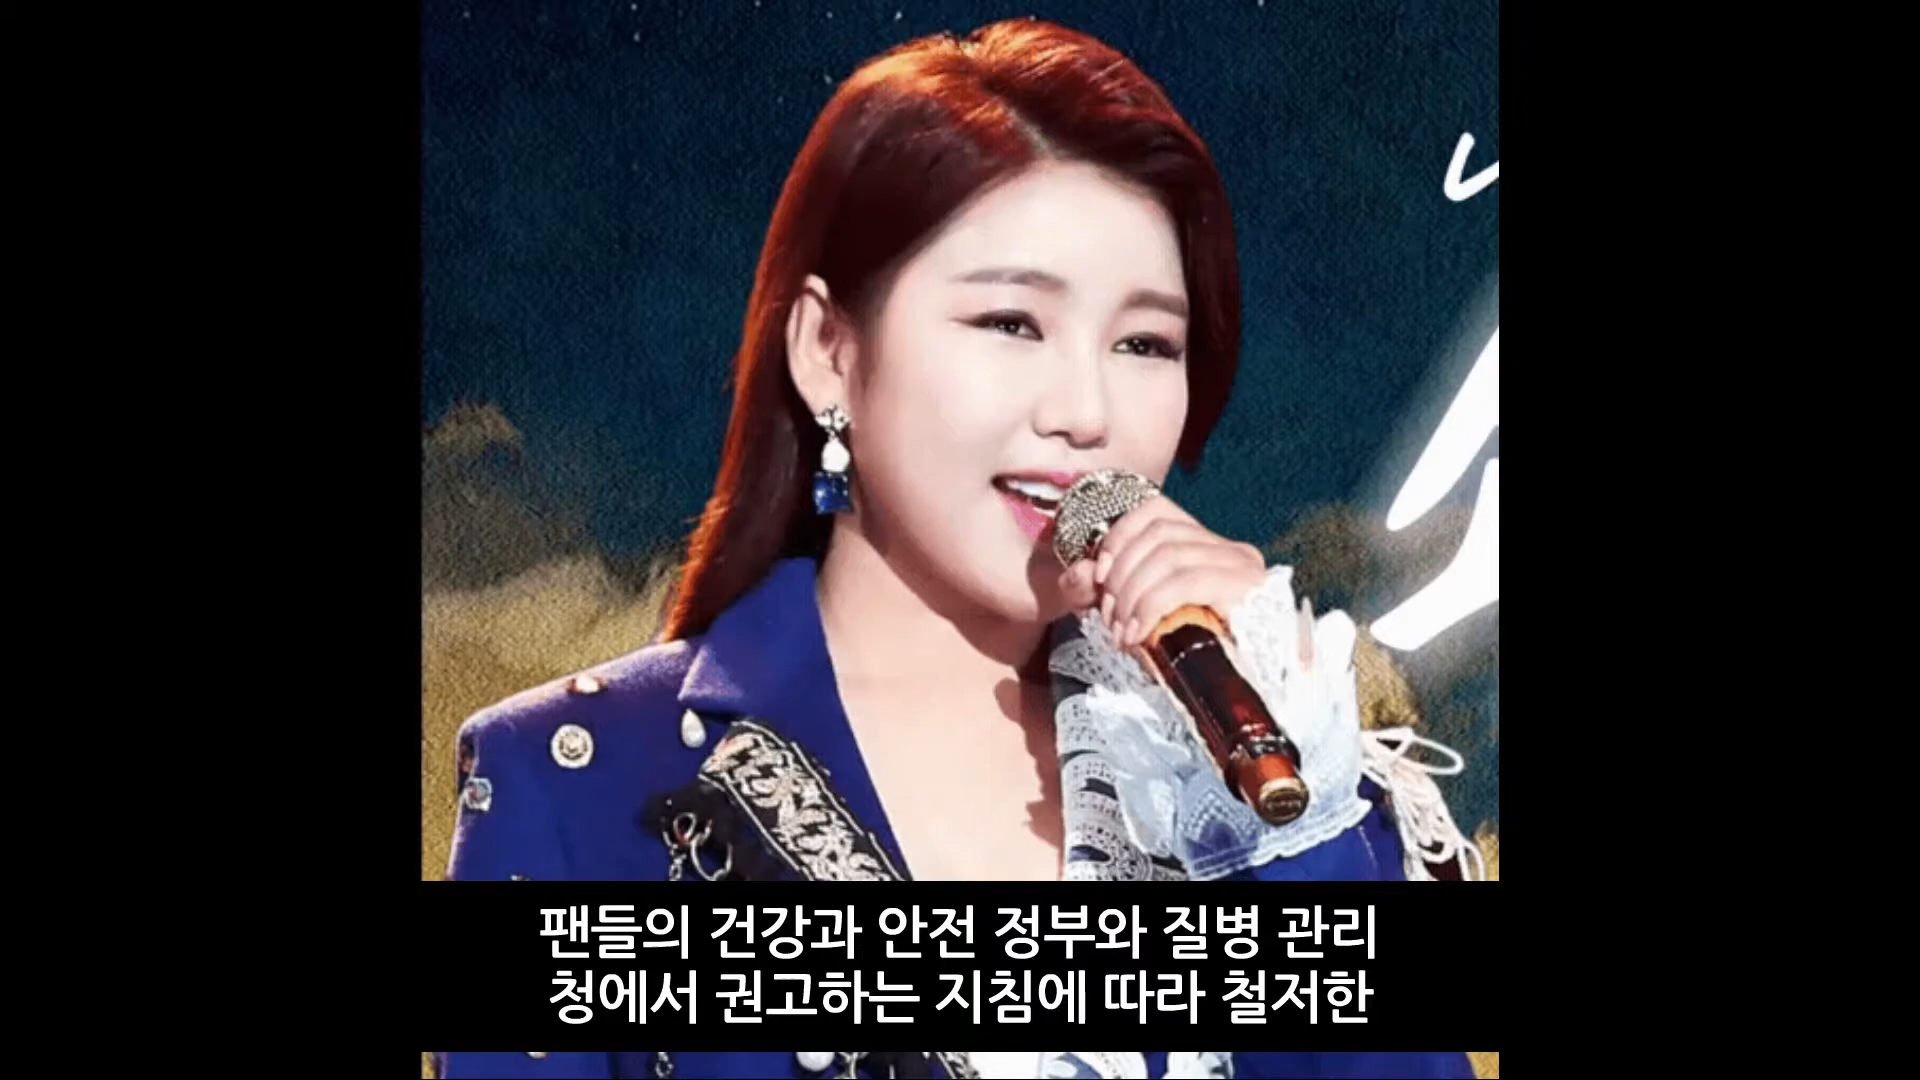 팬들의 건강과 안전 정부와 질병 관리
청에서 권고하는 지침에 따라 철저한